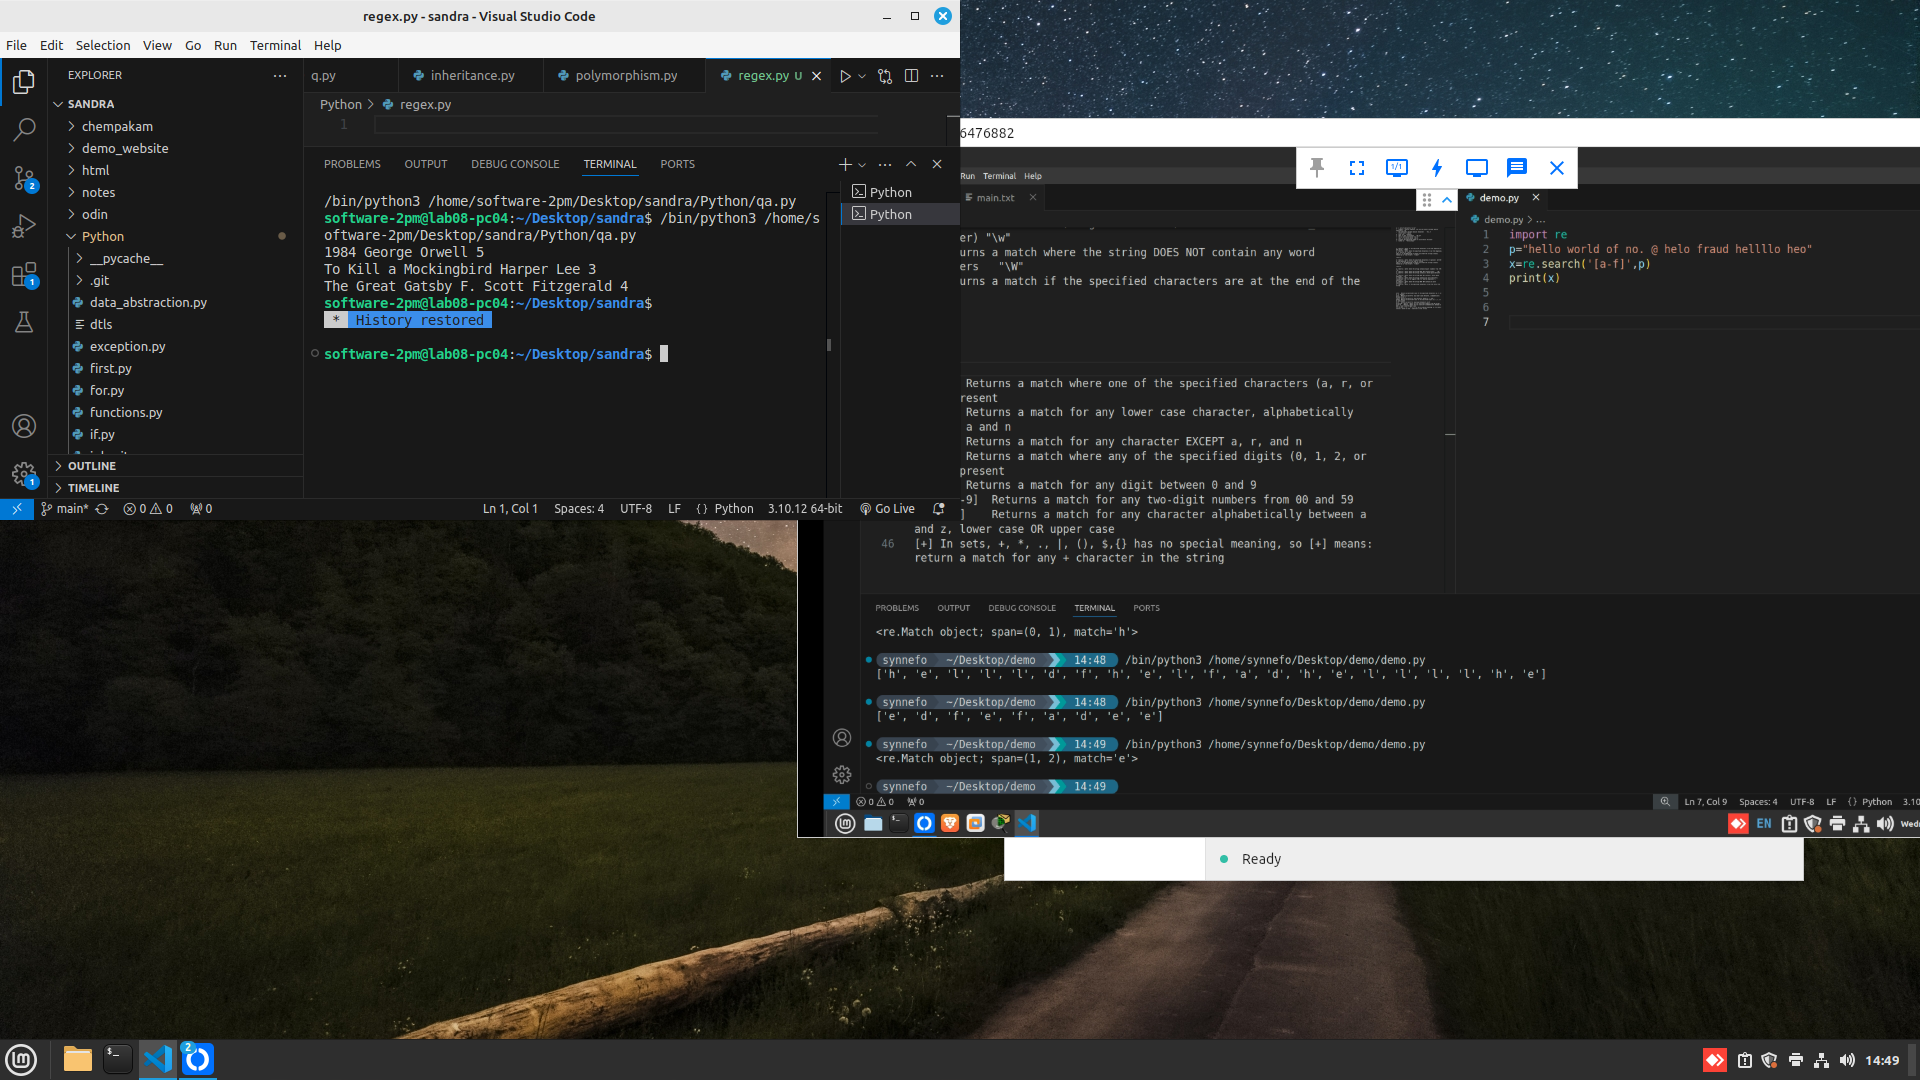 regex.py - sandra - Visual Studio Code
File Edit Selection View Go Run Terminal Help
EXPLORER
SANDRA
chempakam
demo_website
html
notes
odin
Python
__pycache__
.git
data_abstraction.py
dtls
exception.py
first.py
for.py
functions.py
if.py
OUTLINE
TIMELINE
2
1
1
q.py inheritance.py polymorphism.py regex.py U
Python > regex.py
1
PROBLEMS OUTPUT DEBUG CONSOLE TERMINAL PORTS
Python
Python
/bin/python3 /home/software-2pm/Desktop/sandra/Python/qa.py
software-2pm@lab08-pc04:~/Desktop/sandra$ /bin/python3 /home/s
oftware-2pm/Desktop/sandra/Python/qa.py
1984 George Orwell 5
To Kill a Mockingbird Harper Lee 3
The Great Gatsby F. Scott Fitzgerald 4
software-2pm@lab08-pc04:~/Desktop/sandra$
* History restored
software-2pm@lab08-pc04:~/Desktop/sandra$
main* 0 0 0 Ln 1, Col 1 Spaces: 4 UTF-8 LF {} Python 3.10.12 64-bit Go Live
6476882
1/1
Run Terminal Help
main.txt
demo.py
demo.py > ...
1 import re
2 p="hello world of no. @ helo fraud hellllo heo"
3 x=re.search('[a-f]',p)
4 print(x)
5
6
7
er) "\w"
urns a match where the string DOES NOT contain any word
ers "\W"
urns a match if the specified characters are at the end of the
Returns a match where one of the specified characters (a, r, or
resent
Returns a match for any lower case character, alphabetically
a and n
Returns a match for any character EXCEPT a, r, and n
Returns a match where any of the specified digits (0, 1, 2, or
present
Returns a match for any digit between 0 and 9
-9] Returns a match for any two-digit numbers from 00 and 59
] Returns a match for any character alphabetically between a
and z, lower case OR upper case
46 [+] In sets, +, *, ., |, (), $,{} has no special meaning, so [+] means:
return a match for any + character in the string
PROBLEMS OUTPUT DEBUG CONSOLE TERMINAL PORTS
<re.Match object; span=(0, 1), match='h'>
synnefo ~/Desktop/demo 14:48 /bin/python3 /home/synnefo/Desktop/demo/demo.py
['h', 'e', 'l', 'l', 'l', 'd', 'f', 'h', 'e', 'l', 'f', 'a', 'd', 'h', 'e', 'l', 'l', 'l', 'l', 'h', 'e']
synnefo ~/Desktop/demo 14:48 /bin/python3 /home/synnefo/Desktop/demo/demo.py
['e', 'd', 'f', 'e', 'f', 'a', 'd', 'e', 'e']
synnefo ~/Desktop/demo 14:49 /bin/python3 /home/synnefo/Desktop/demo/demo.py
<re.Match object; span=(1, 2), match='e'>
synnefo ~/Desktop/demo 14:49
0 0 0 Ln 7, Col 9 Spaces: 4 UTF-8 LF {} Python 3.10
EN Wed
Ready
2
14:49